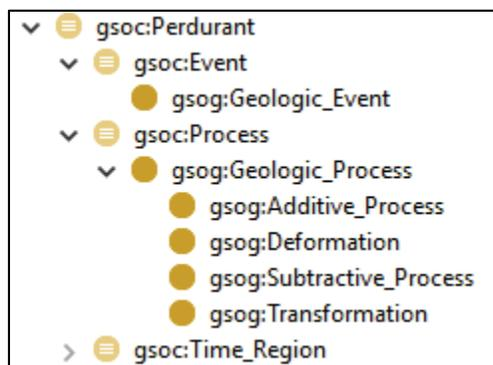 gsoc:Perdurant
gsoc:Event
gsog:Geologic_Event
gsoc:Process
gsog:Geologic_Process
gsog:Additive_Process
gsog:Deformation
gsog:Subtractive_Process
gsog:Transformation
gsoc:Time_Region